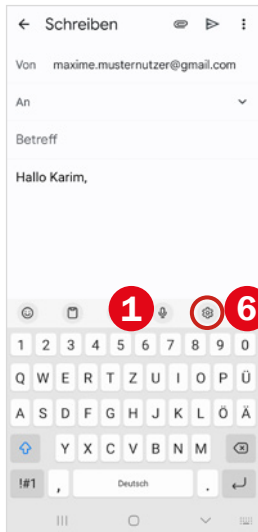 Schreiben
Von maxime.musternutzer@gmail.com
An
Betreff
Hallo Karim,
1 6
1 2 3 4 5 6 7 8 9 0
Q W E R T Z U I O P Ü
A S D F G H J K L Ö Ä
Y X C V B N M
!#1 , Deutsch .